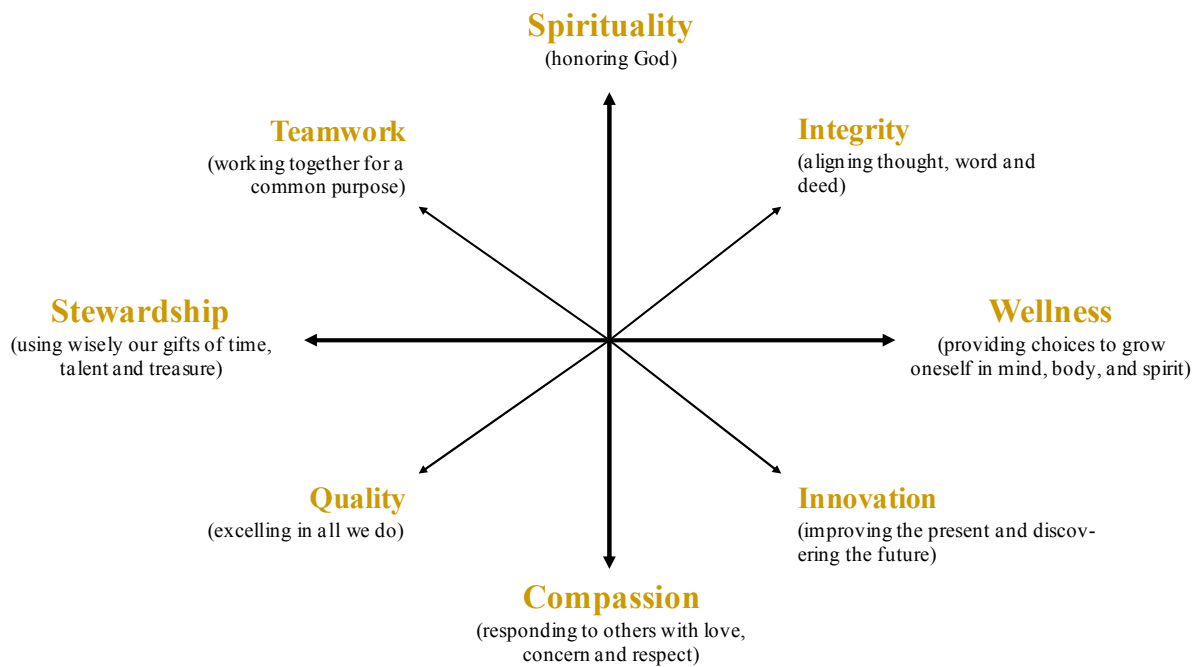 Spirituality
(honoring God)
Teamwork
(working together for a
common purpose)
Integrity
(aligning thought, word and
deed)
Stewardship
(using wisely our gifts of time,
talent and treasure)
Wellness
(providing choices to grow
oneself in mind, body, and spirit)
Quality
(excelling in all we do)
Innovation
(improving the present and discov-
ering the future)
Compassion
(responding to others with love,
concern and respect)